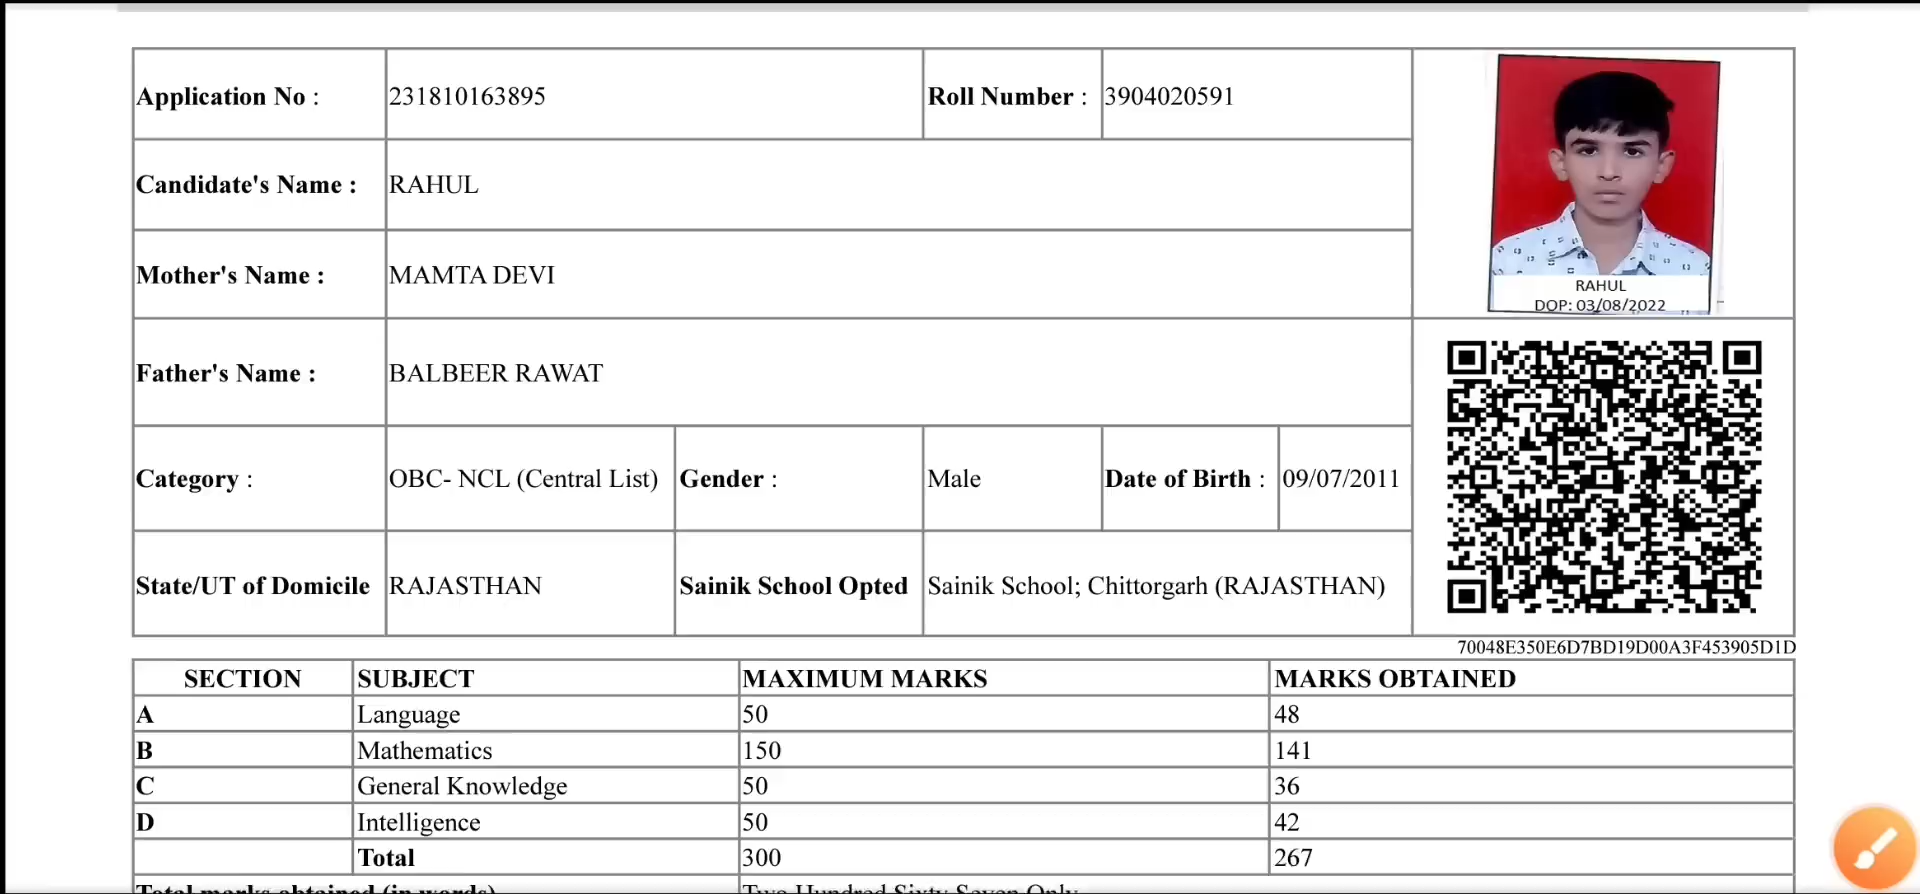 Application No : 231810163895 Roll Number : 3904020591
Candidate's Name : RAHUL
Mother's Name : MAMTA DEVI
RAHUL
DOP: 03/08/2022
Father's Name : BALBEER RAWAT
Category : OBC- NCL (Central List) Gender : Male Date of Birth : 09/07/2011
State/UT of Domicile RAJASTHAN Sainik School Opted Sainik School; Chittorgarh (RAJASTHAN)
70048E350E6D7BD19D00A3F453905D1D
SECTION SUBJECT MAXIMUM MARKS MARKS OBTAINED
A Language 50 48
B Mathematics 150 141
C General Knowledge 50 36
D Intelligence 50 42
Total 300 267
Total marks obtained (in words) Two Hundred Sixty Seven Only